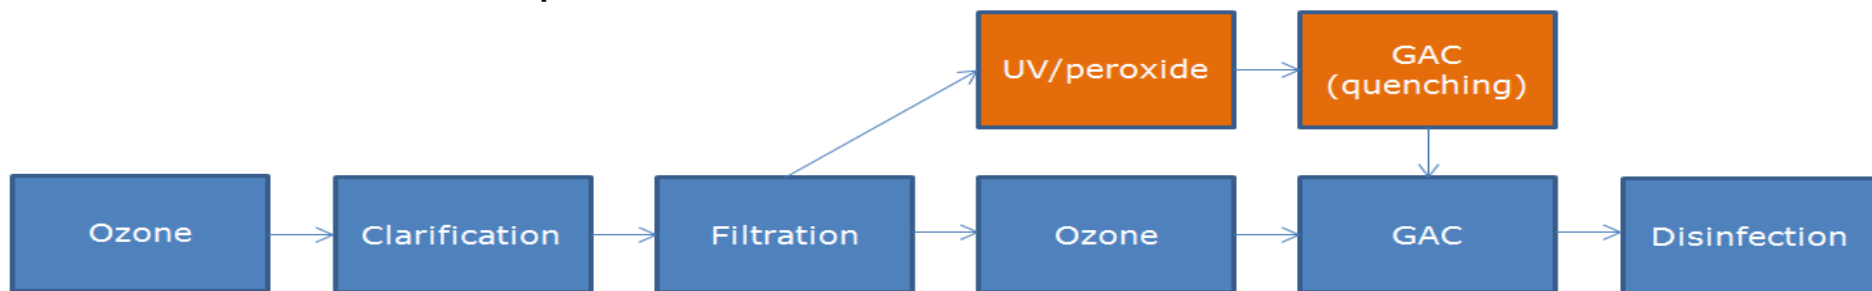 UV/peroxide
GAC
(quenching)
Ozone
Clarification
Filtration
Ozone
GAC
Disinfection